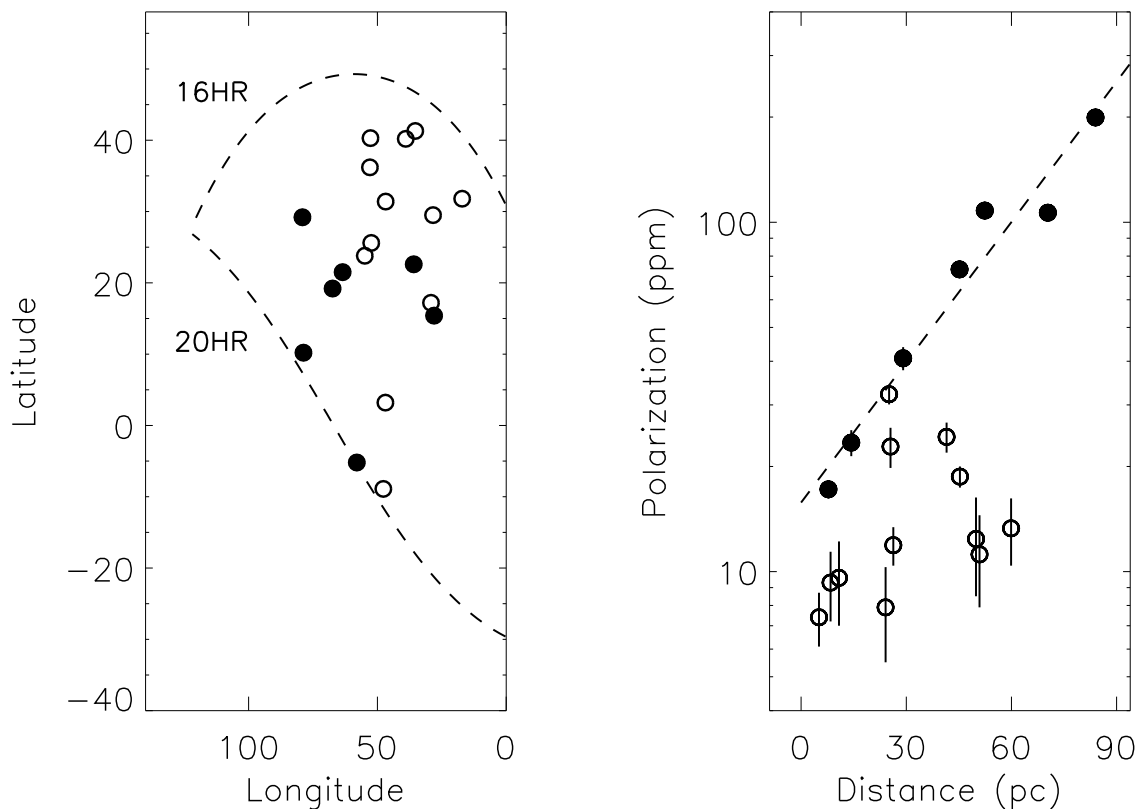 16HR
20HR
Latitude
40
20
0
−20
−40
100 50 0
Longitude
Polarization (ppm)
100
10
0 30 60 90
Distance (pc)